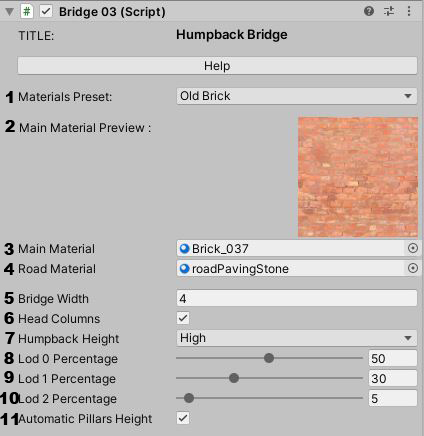 Bridge 03 (Script)
TITLE: Humpback Bridge
Help
1 Materials Preset: Old Brick
2 Main Material Preview :
3 Main Material Brick_037
4 Road Material roadPavingStone
5 Bridge Width 4
6 Head Columns
7 Humpback Height High
8 Lod 0 Percentage 50
9 Lod 1 Percentage 30
10 Lod 2 Percentage 5
11 Automatic Pillars Height